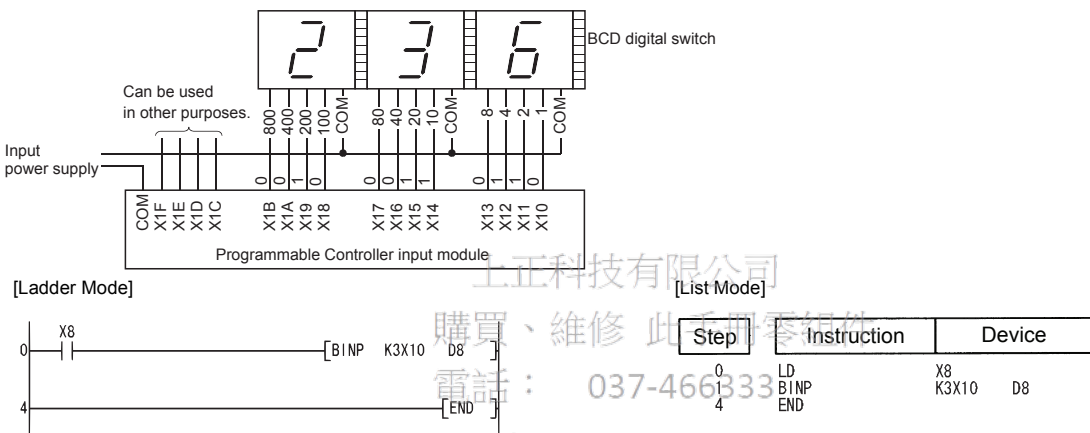 2 3 6
BCD digital switch
Can be used
in other purposes.
800 400 200 100 COM 80 40 20 10 COM 8 4 2 1 COM
Input
power supply
0 0 1 0 0 0 1 1 0 1 1 0
COM X1F X1E X1D X1C X1B X1A X19 X18 X17 X16 X15 X14 X13 X12 X11 X10
Programmable Controller input module
上正科技有限公司
[Ladder Mode]
[List Mode]
購買、維修 此手冊零組件
Step Instruction Device
X8
0 BINP K3X10 D8
0 LD X8
1 BINP K3X10 D8
電話： 037-466333
4 END
4 END